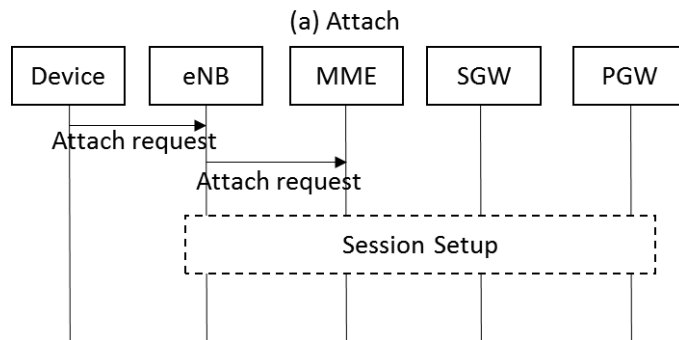 (a) Attach
Device eNB MME SGW PGW
Attach request
Attach request
Session Setup